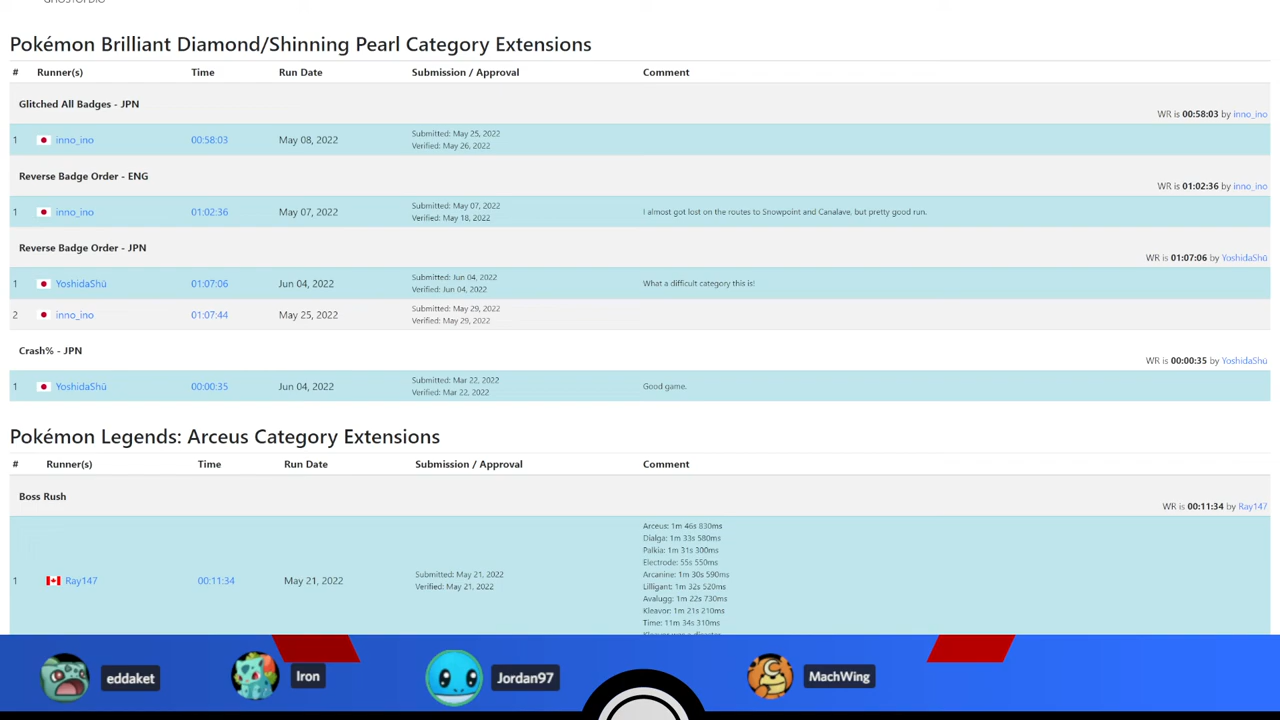 Pokémon Brilliant Diamond/Shinning Pearl Category Extensions
# Runner(s) Time Run Date Submission / Approval Comment
Glitched All Badges - JPN
WR is 00:58:03 by inno_ino
1 inno_ino 00:58:03 May 08, 2022 Submitted: May 25, 2022
Verified: May 26, 2022
Reverse Badge Order - ENG
WR is 01:02:36 by inno_ino
1 inno_ino 01:02:36 May 07, 2022 Submitted: May 07, 2022 I almost got lost on the routes to Snowpoint and Canalave, but pretty good run.
Verified: May 18, 2022
Reverse Badge Order - JPN
WR is 01:07:06 by YoshidaShū
1 YoshidaShū 01:07:06 Jun 04, 2022 Submitted: Jun 04, 2022 What a difficult category this is!
Verified: Jun 04, 2022
2 inno_ino 01:07:44 May 25, 2022 Submitted: May 29, 2022
Verified: May 29, 2022
Crash% - JPN
WR is 00:00:35 by YoshidaShū
1 YoshidaShū 00:00:35 Jun 04, 2022 Submitted: Mar 22, 2022 Good game.
Verified: Mar 22, 2022
Pokémon Legends: Arceus Category Extensions
# Runner(s) Time Run Date Submission / Approval Comment
Boss Rush
WR is 00:11:34 by Ray147
Arceus: 1m 46s 830ms
Dialga: 1m 33s 580ms
Palkia: 1m 31s 300ms
Electrode: 55s 550ms
1 Ray147 00:11:34 May 21, 2022 Submitted: May 21, 2022 Arcanine: 1m 30s 590ms
Verified: May 21, 2022 Lilligant: 1m 32s 520ms
Avalugg: 1m 22s 730ms
Kleavor: 1m 21s 210ms
Time: 11m 34s 310ms
eddaket Iron Jordan97 MachWing